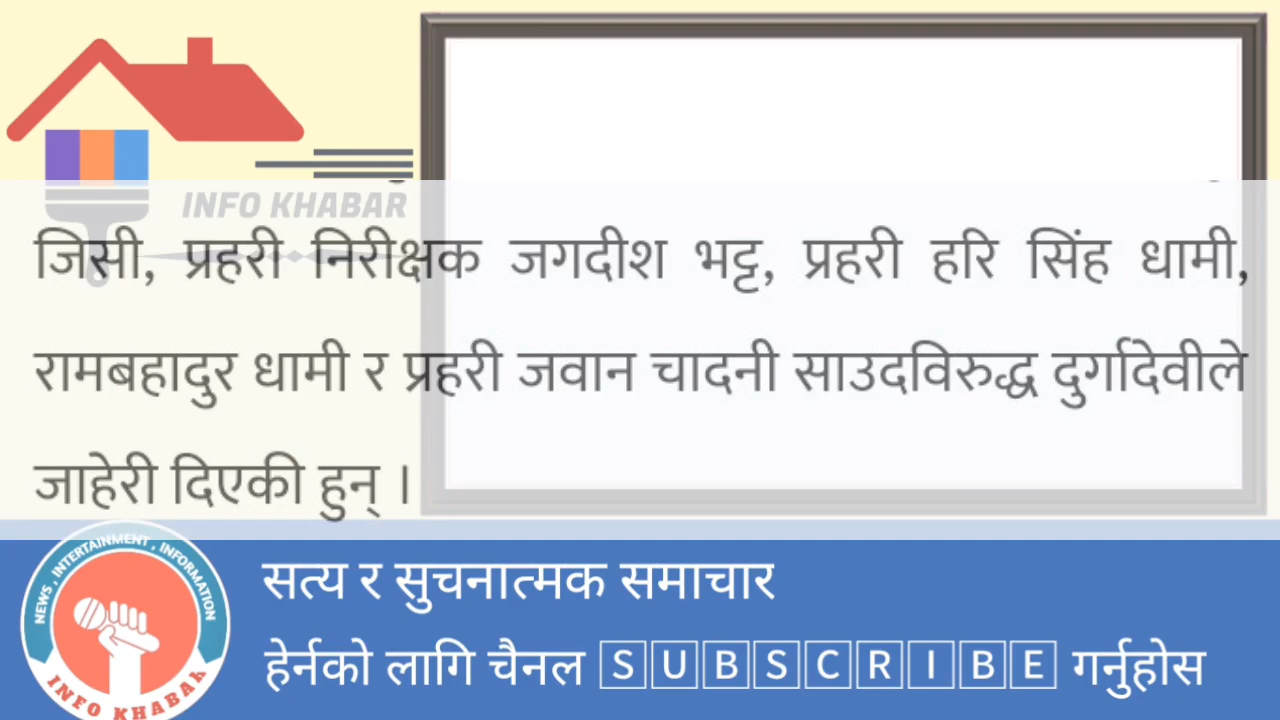 INFO KHABAR
जिसी, प्रहरी निरीक्षक जगदीश भट्ट, प्रहरी हरि सिंह धामी,
रामबहादुर धामी र प्रहरी जवान चादनी साउदविरुद्ध दुर्गादेवीले
जाहेरी दिएकी हुन् ।
NEWS , INTERTAINMENT , INFORMATION
INFO KHABAR
सत्य र सुचनात्मक समाचार
हेर्नको लागि चैनल SUBSCRIBE गर्नुहोस